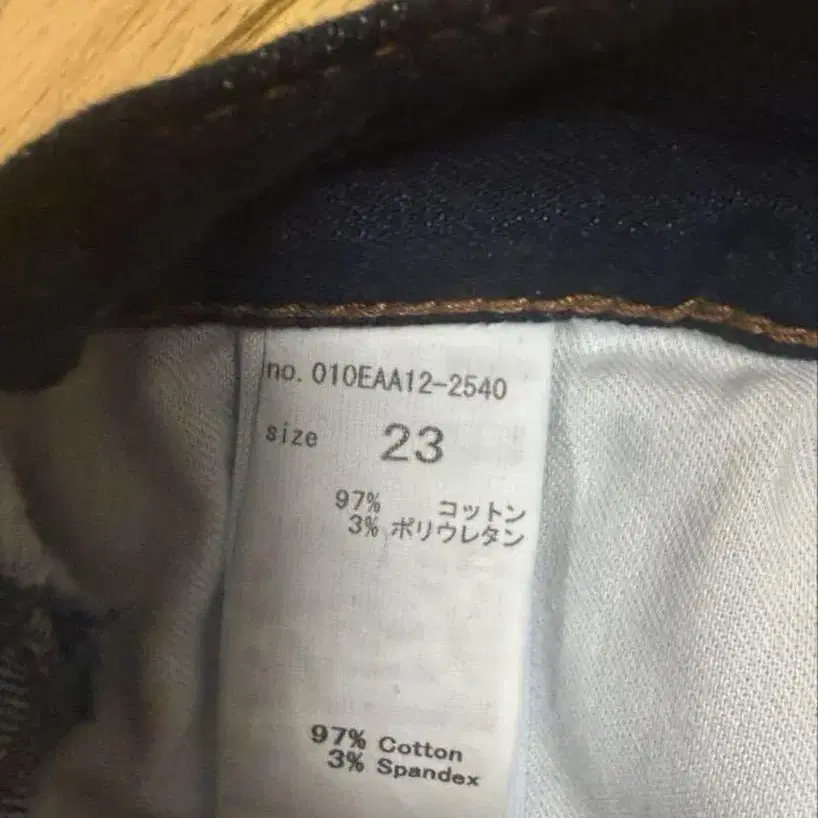 no. 010EAA12-2540
size 23
97% コットン
3% ポリウレタン
97% Cotton
3% Spandex